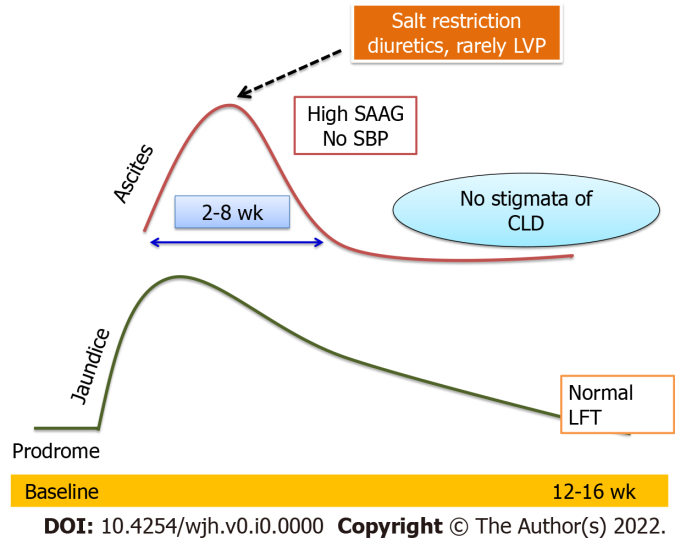 Salt restriction
diuretics, rarely LVP
High SAAG
No SBP
Ascites
2-8 wk
No stigmata of
CLD
Jaundice
Normal
LFT
Prodrome
Baseline
12-16 wk
DOI: 10.4254/wjh.v0.i0.0000 Copyright © The Author(s) 2022.